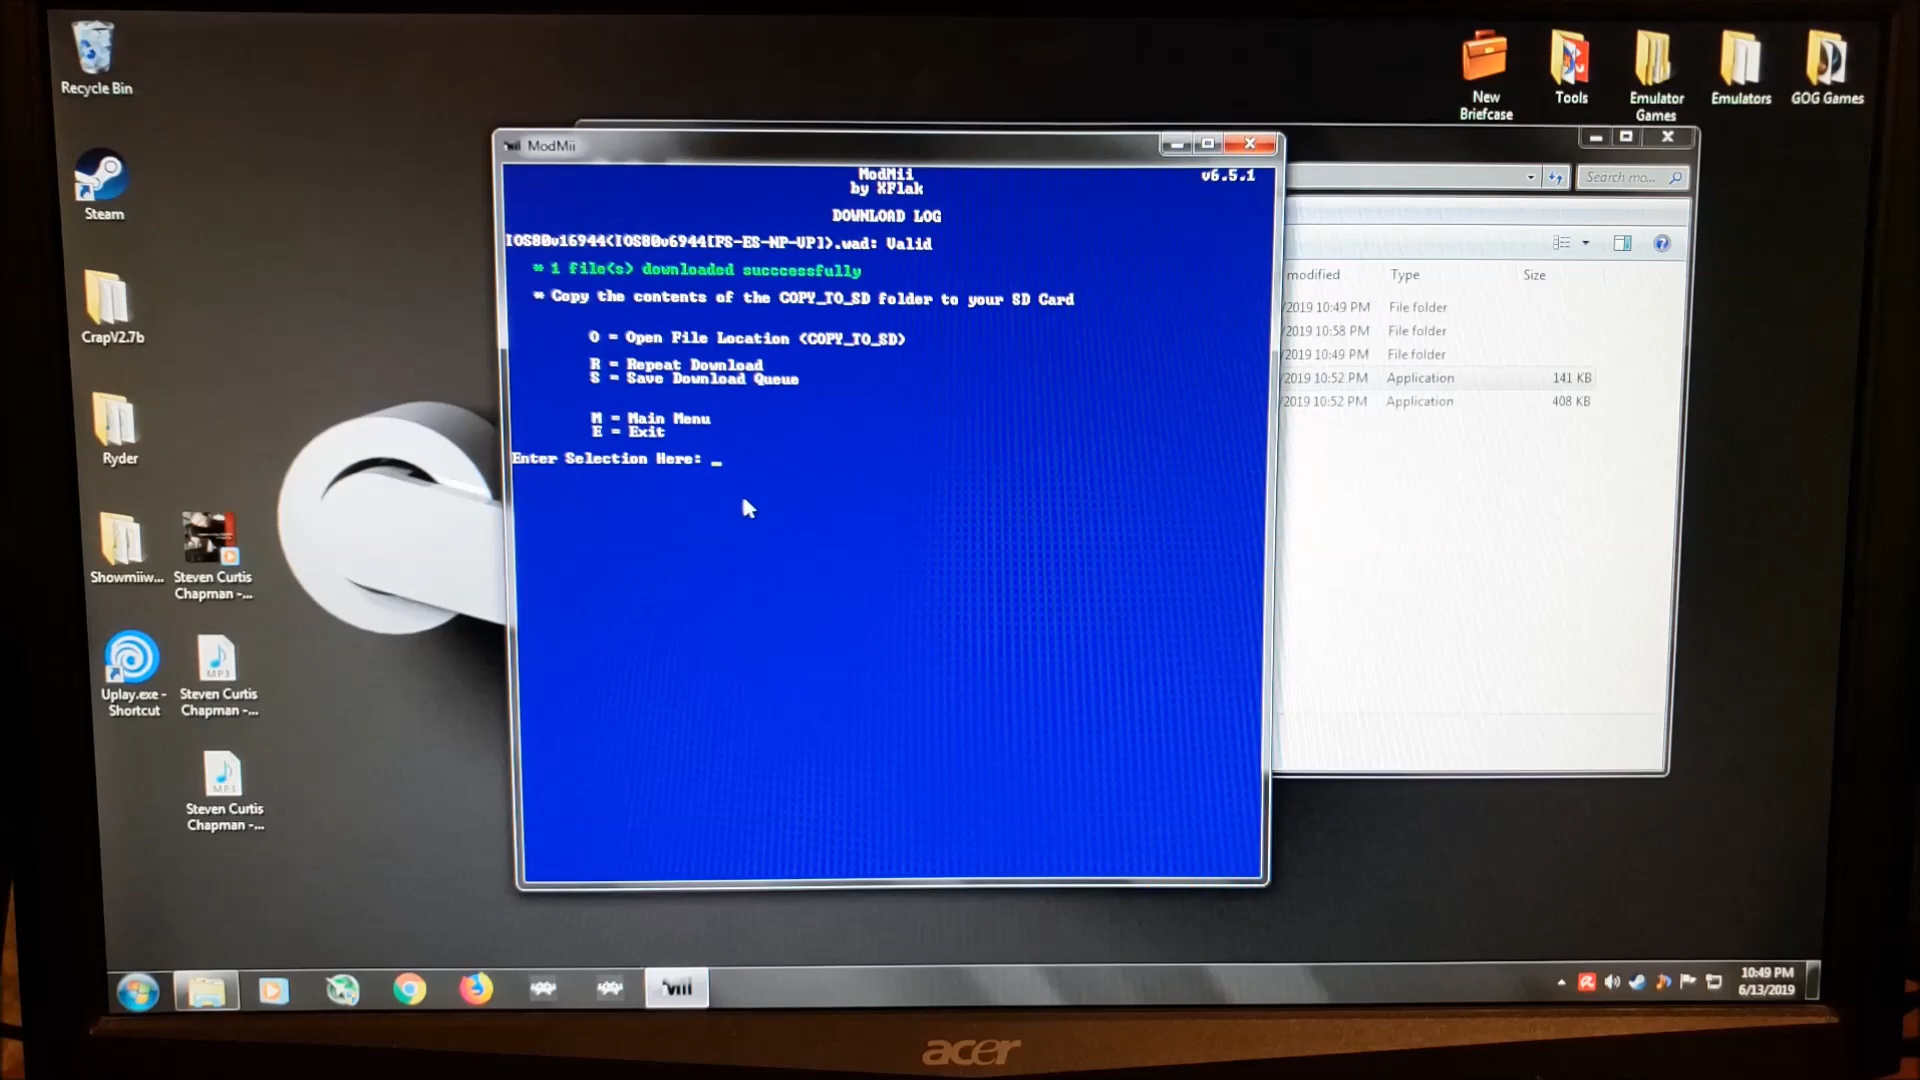 Recycle Bin
Steam
CrapV2.7b
Ryder
Showmiiw...
Steven Curtis
Chapman -...
Uplay.exe -
Shortcut
Steven Curtis
Chapman -...
Steven Curtis
Chapman -...
New
Briefcase
Tools
Emulator
Games
Emulators
GOG Games
ModMii
ModMii
v6.5.1
by XFlak
DOWNLOAD LOG
IOS80v16944(IOS80v6944[FS-ES-NP-VP]).wad: Valid
* 1 file(s) downloaded succcessfully
* Copy the contents of the COPY_TO_SD folder to your SD Card
O = Open File Location (COPY_TO_SD)
R = Repeat Download
S = Save Download Queue
M = Main Menu
E = Exit
Enter Selection Here: _
Search mo...
modified Type Size
/2019 10:49 PM File folder
/2019 10:58 PM File folder
/2019 10:49 PM File folder
/2019 10:52 PM Application 141 KB
/2019 10:52 PM Application 408 KB
MP3
MP3
10:49 PM
6/13/2019
acer